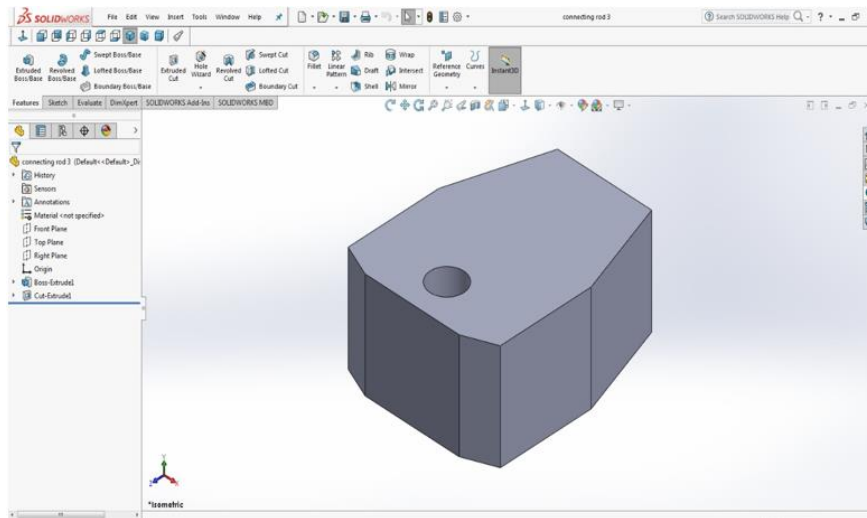 SOLIDWORKS File Edit View Insert Tools Window Help connecting rod 3 Search SOLIDWORKS Help
Extruded Boss/Base
Revolved Boss/Base
Swept Boss/Base
Lofted Boss/Base
Boundary Boss/Base
Extruded Cut
Hole Wizard
Revolved Cut
Swept Cut
Lofted Cut
Boundary Cut
Fillet
Linear Pattern
Rib
Draft
Shell
Wrap
Intersect
Mirror
Reference Geometry
Curves
Instant3D
Features Sketch Evaluate DimXpert SOLIDWORKS Add-Ins SOLIDWORKS MBD
connecting rod 3 (Default<<Default>_Di
History
Sensors
Annotations
Material <not specified>
Front Plane
Top Plane
Right Plane
Origin
Boss-Extrude1
Cut-Extrude1
*Isometric